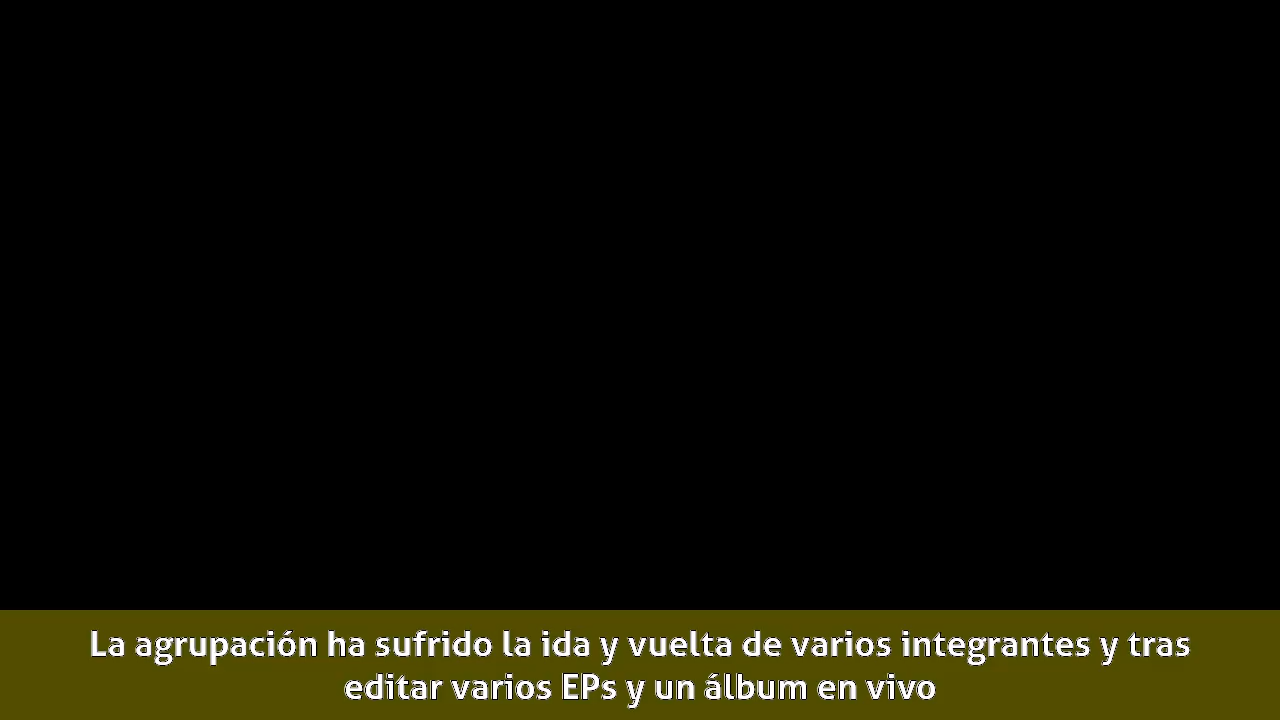 La agrupación ha sufrido la ida y vuelta de varios integrantes y tras
editar varios EPs y un álbum en vivo